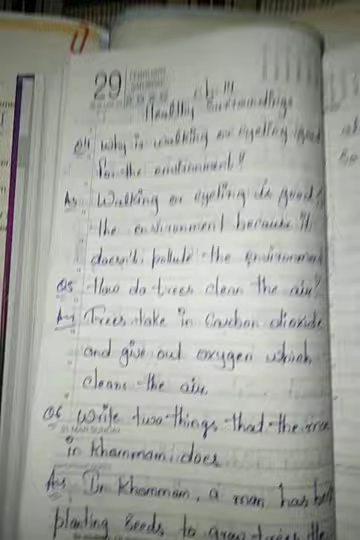 29
Ch-14
Healthy Surroundings
Q4 Why is walking or cycling good
for the environment?
Ans Walking or cycling is good
the environment because it
doesn't pollute the environment
Q5 How do trees clean the air?
Ans Trees take in Carbon dioxide
and give out oxygen which
cleans the air.
Q6 Write two things that the man
in Khammam does
Ans In Khammam, a man has been
planting seeds to grow trees. He